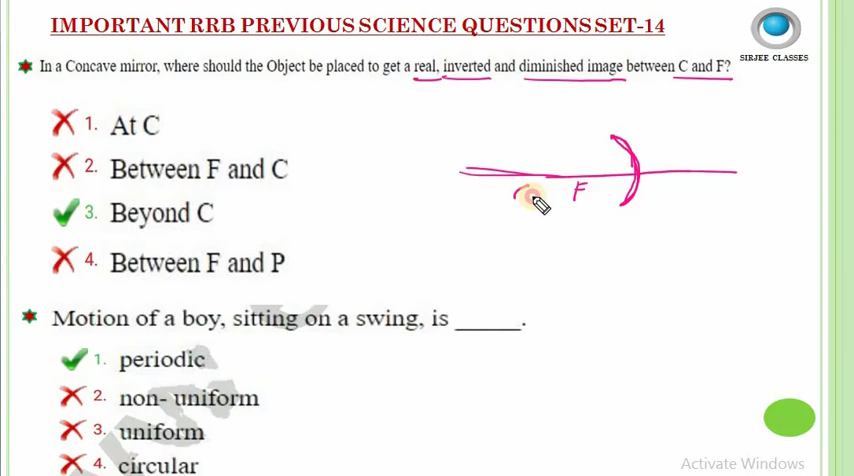 IMPORTANT RRB PREVIOUS SCIENCE QUESTIONS SET-14
SIRJEE CLASSES
In a Concave mirror, where should the Object be placed to get a real, inverted and diminished image between C and F?
1. At C
2. Between F and C
3. Beyond C
4. Between F and P
F
Motion of a boy, sitting on a swing, is ______.
1. periodic
2. non- uniform
3. uniform
4. circular
Activate Windows